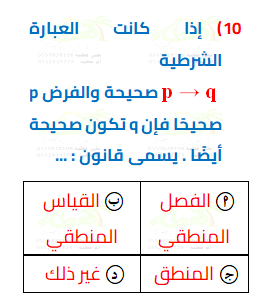 10) إذا كانت العبارة
الشرطية
p → q صحيحة والفرض p
صحيحًا فإن q تكون صحيحة
أيضًا . يسمى قانون : ...
أ الفصل المنطقي
ب القياس المنطقي
ج المنطق
د غير ذلك